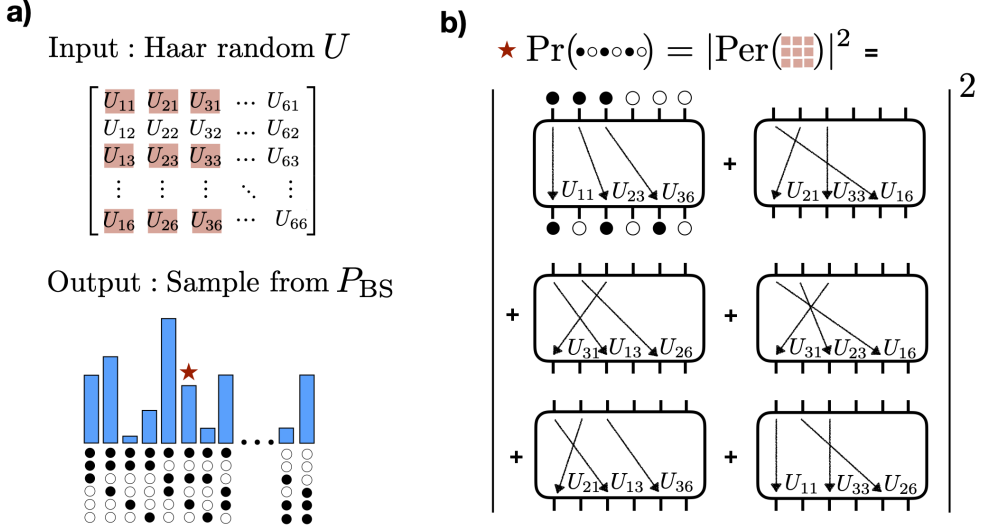 a)
Input : Haar random U
U11 U21 U31 ... U61
U12 U22 U32 ... U62
U13 U23 U33 ... U63
⋮ ⋮ ⋮ ⋱ ⋮
U16 U26 U36 ... U66
Output : Sample from PBS
...
b)
★ Pr(●○●○●○) = |Per( )|² =
2
U11 U23 U36
+
U21 U33 U16
+
U31 U13 U26
+
U31 U23 U16
+
U21 U13 U36
+
U11 U33 U26